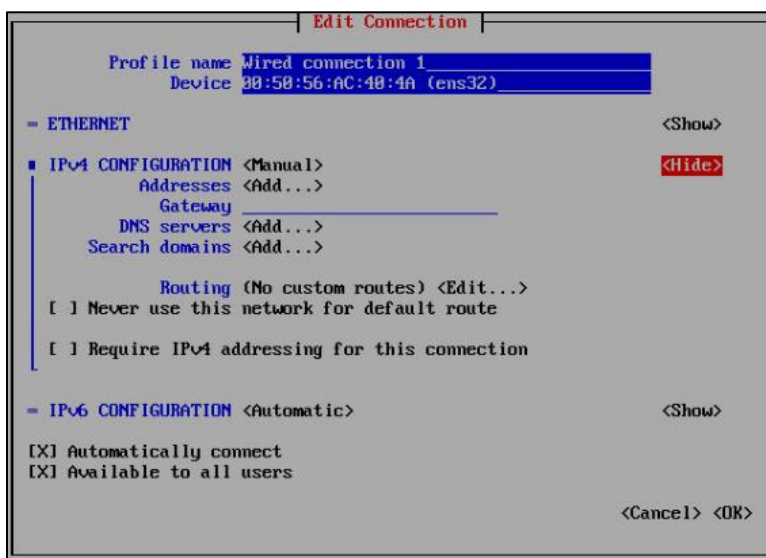 Edit Connection
Profile name Wired connection 1
Device 00:50:56:AC:40:4A (ens32)
= ETHERNET <Show>
IPv4 CONFIGURATION <Manual> <Hide>
Addresses <Add...>
Gateway
DNS servers <Add...>
Search domains <Add...>
Routing (No custom routes) <Edit...>
[ ] Never use this network for default route
[ ] Require IPv4 addressing for this connection
= IPv6 CONFIGURATION <Automatic> <Show>
[X] Automatically connect
[X] Available to all users
<Cancel> <OK>